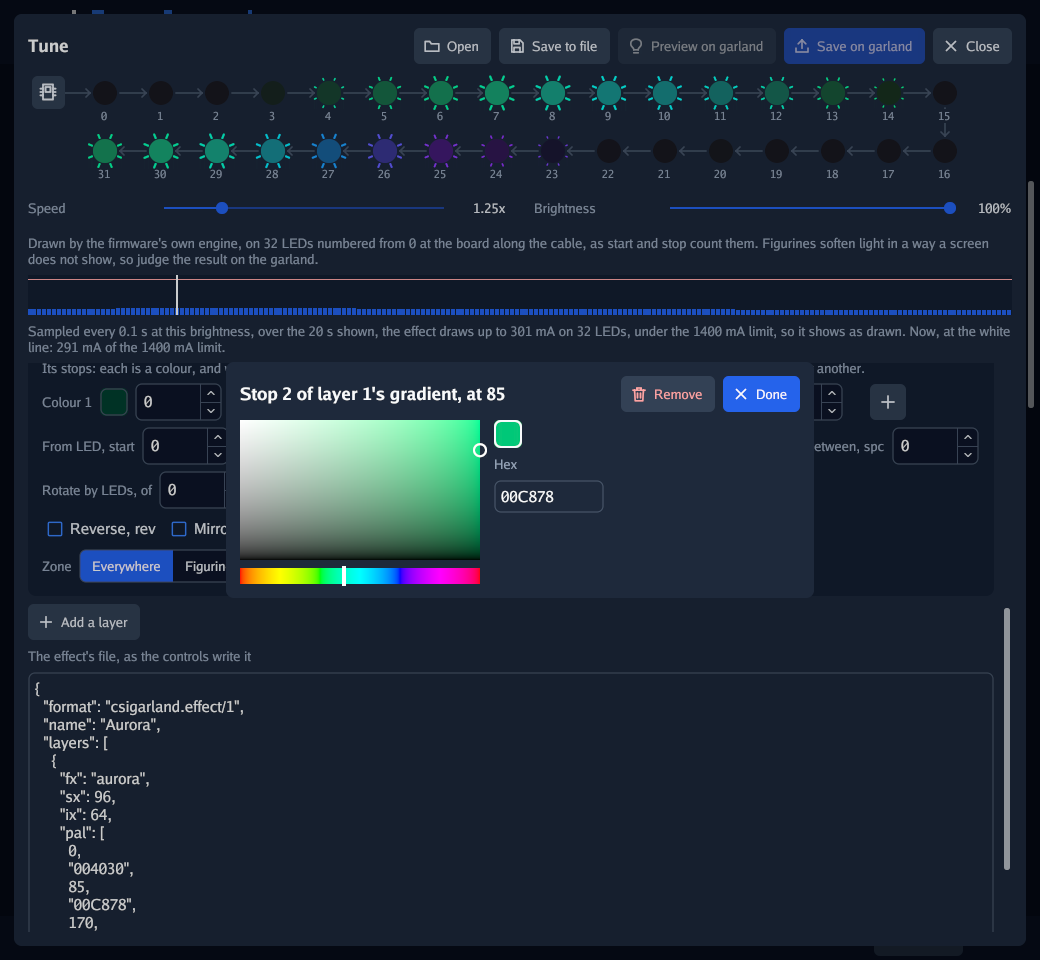 Tune
Open
Save to file
Preview on garland
Save on garland
Close
0 1 2 3 4 5 6 7 8 9 10 11 12 13 14 15
31 30 29 28 27 26 25 24 23 22 21 20 19 18 17 16
Speed 1.25x Brightness 100%
Drawn by the firmware's own engine, on 32 LEDs numbered from 0 at the board along the cable, as start and stop count them. Figurines soften light in a way a screen
does not show, so judge the result on the garland.
Sampled every 0.1 s at this brightness, over the 20 s shown, the effect draws up to 301 mA on 32 LEDs, under the 1400 mA limit, so it shows as drawn. Now, at the white
line: 291 mA of the 1400 mA limit.
Its stops: each is a colour, and another.
Colour 1 0
From LED, start 0 etween, spc 0
Rotate by LEDs, of 0
Reverse, rev Mirro
Zone Everywhere Figurin
Stop 2 of layer 1's gradient, at 85
Remove
Done
Hex
00C878
Add a layer
The effect's file, as the controls write it
{
"format": "csigarland.effect/1",
"name": "Aurora",
"layers": [
{
"fx": "aurora",
"sx": 96,
"ix": 64,
"pal": [
0,
"004030",
85,
"00C878",
170,